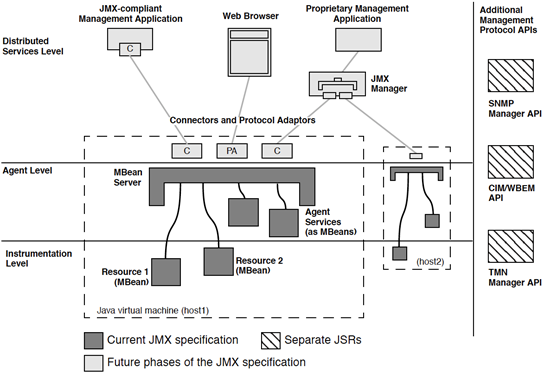 JMX-compliant
Management Application
Web Browser
Proprietary Management
Application
Additional
Management
Protocol APIs
Distributed
Services Level
C
JMX
Manager
SNMP
Manager API
Connectors and Protocol Adaptors
C
PA
C
Agent Level
MBean
Server
CIM/WBEM
API
Agent
Services
(as MBeans)
Instrumentation
Level
Resource 1
(MBean)
Resource 2
(MBean)
(host2)
TMN
Manager API
Java virtual machine (host1)
Current JMX specification
Separate JSRs
Future phases of the JMX specification